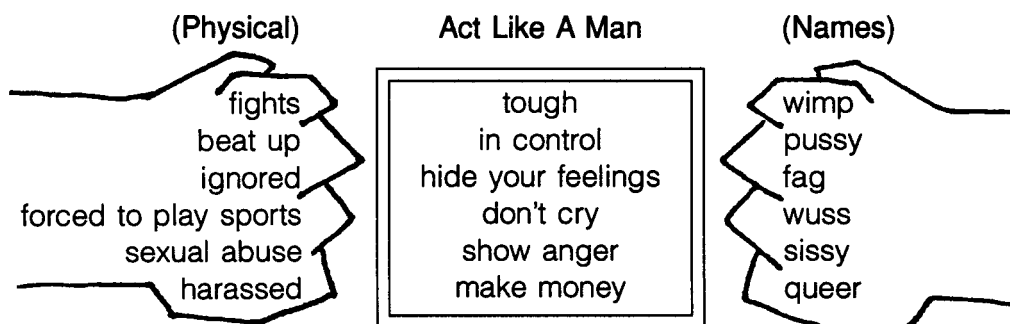 (Physical) Act Like A Man (Names)
fights tough wimp
beat up in control pussy
ignored hide your feelings fag
forced to play sports don't cry wuss
sexual abuse show anger sissy
harassed make money queer